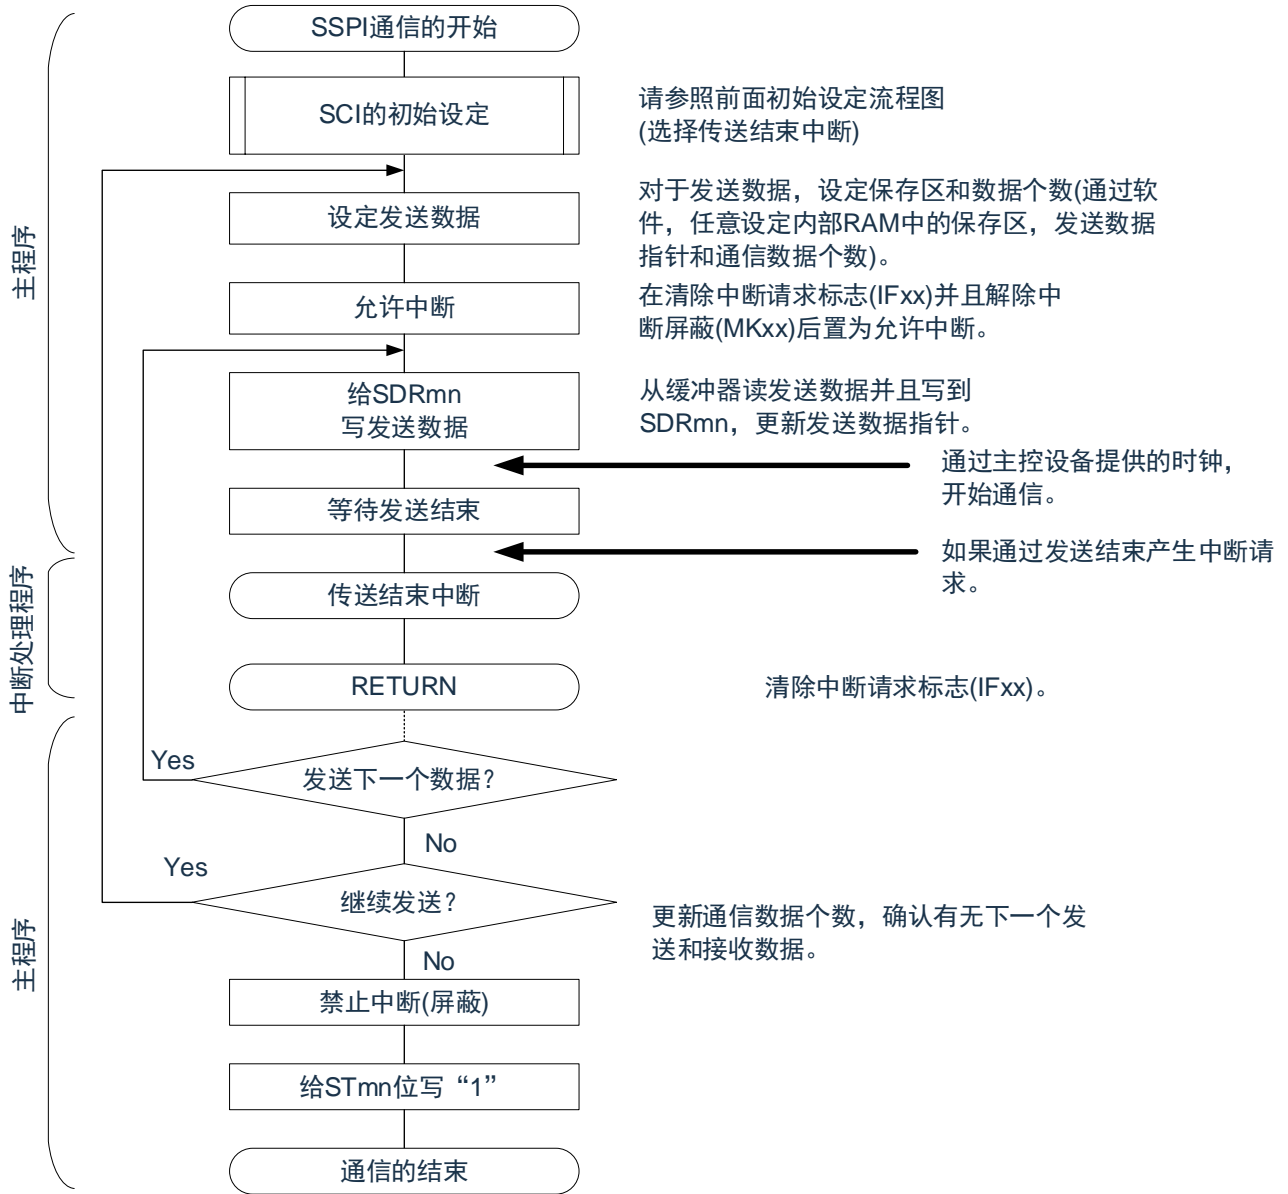 SSPI通信的开始
SCI的初始设定
请参照前面初始设定流程图
(选择传送结束中断)
主程序
设定发送数据
对于发送数据，设定保存区和数据个数(通过软
件，任意设定内部RAM中的保存区，发送数据
指针和通信数据个数)。
允许中断
在清除中断请求标志(IFxx)并且解除中
断屏蔽(MKxx)后置为允许中断。
给SDRmn
写发送数据
从缓冲器读发送数据并且写到
SDRmn，更新发送数据指针。
通过主控设备提供的时钟，
开始通信。
等待发送结束
如果通过发送结束产生中断请
求。
中断处理程序
传送结束中断
RETURN
清除中断请求标志(IFxx)。
Yes
发送下一个数据？
No
Yes
继续发送？
更新通信数据个数，确认有无下一个发
送和接收数据。
No
主程序
禁止中断(屏蔽)
给STmn位写“1”
通信的结束